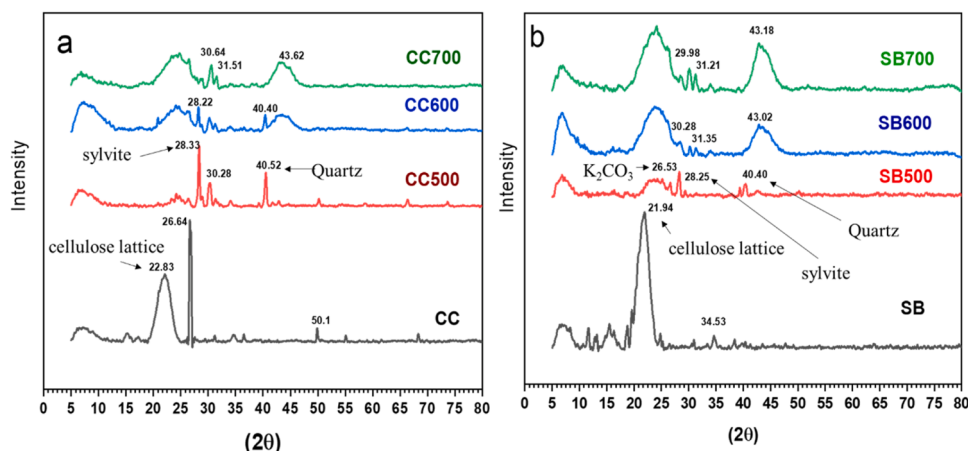 a
CC700
30.64
31.51
43.62
CC600
28.22
40.40
sylvite
28.33
30.28
40.52
Quartz
CC500
26.64
cellulose lattice
22.83
50.1
CC
Intensity
0 5 10 15 20 25 30 35 40 45 50 55 60 65 70 75 80
(2θ)
b
SB700
29.98
31.21
43.18
SB600
30.28
31.35
43.02
K₂CO₃
26.53
28.25
40.40
SB500
21.94
cellulose lattice
Quartz
sylvite
34.53
SB
Intensity
0 5 10 15 20 25 30 35 40 45 50 55 60 65 70 75 80
(2θ)